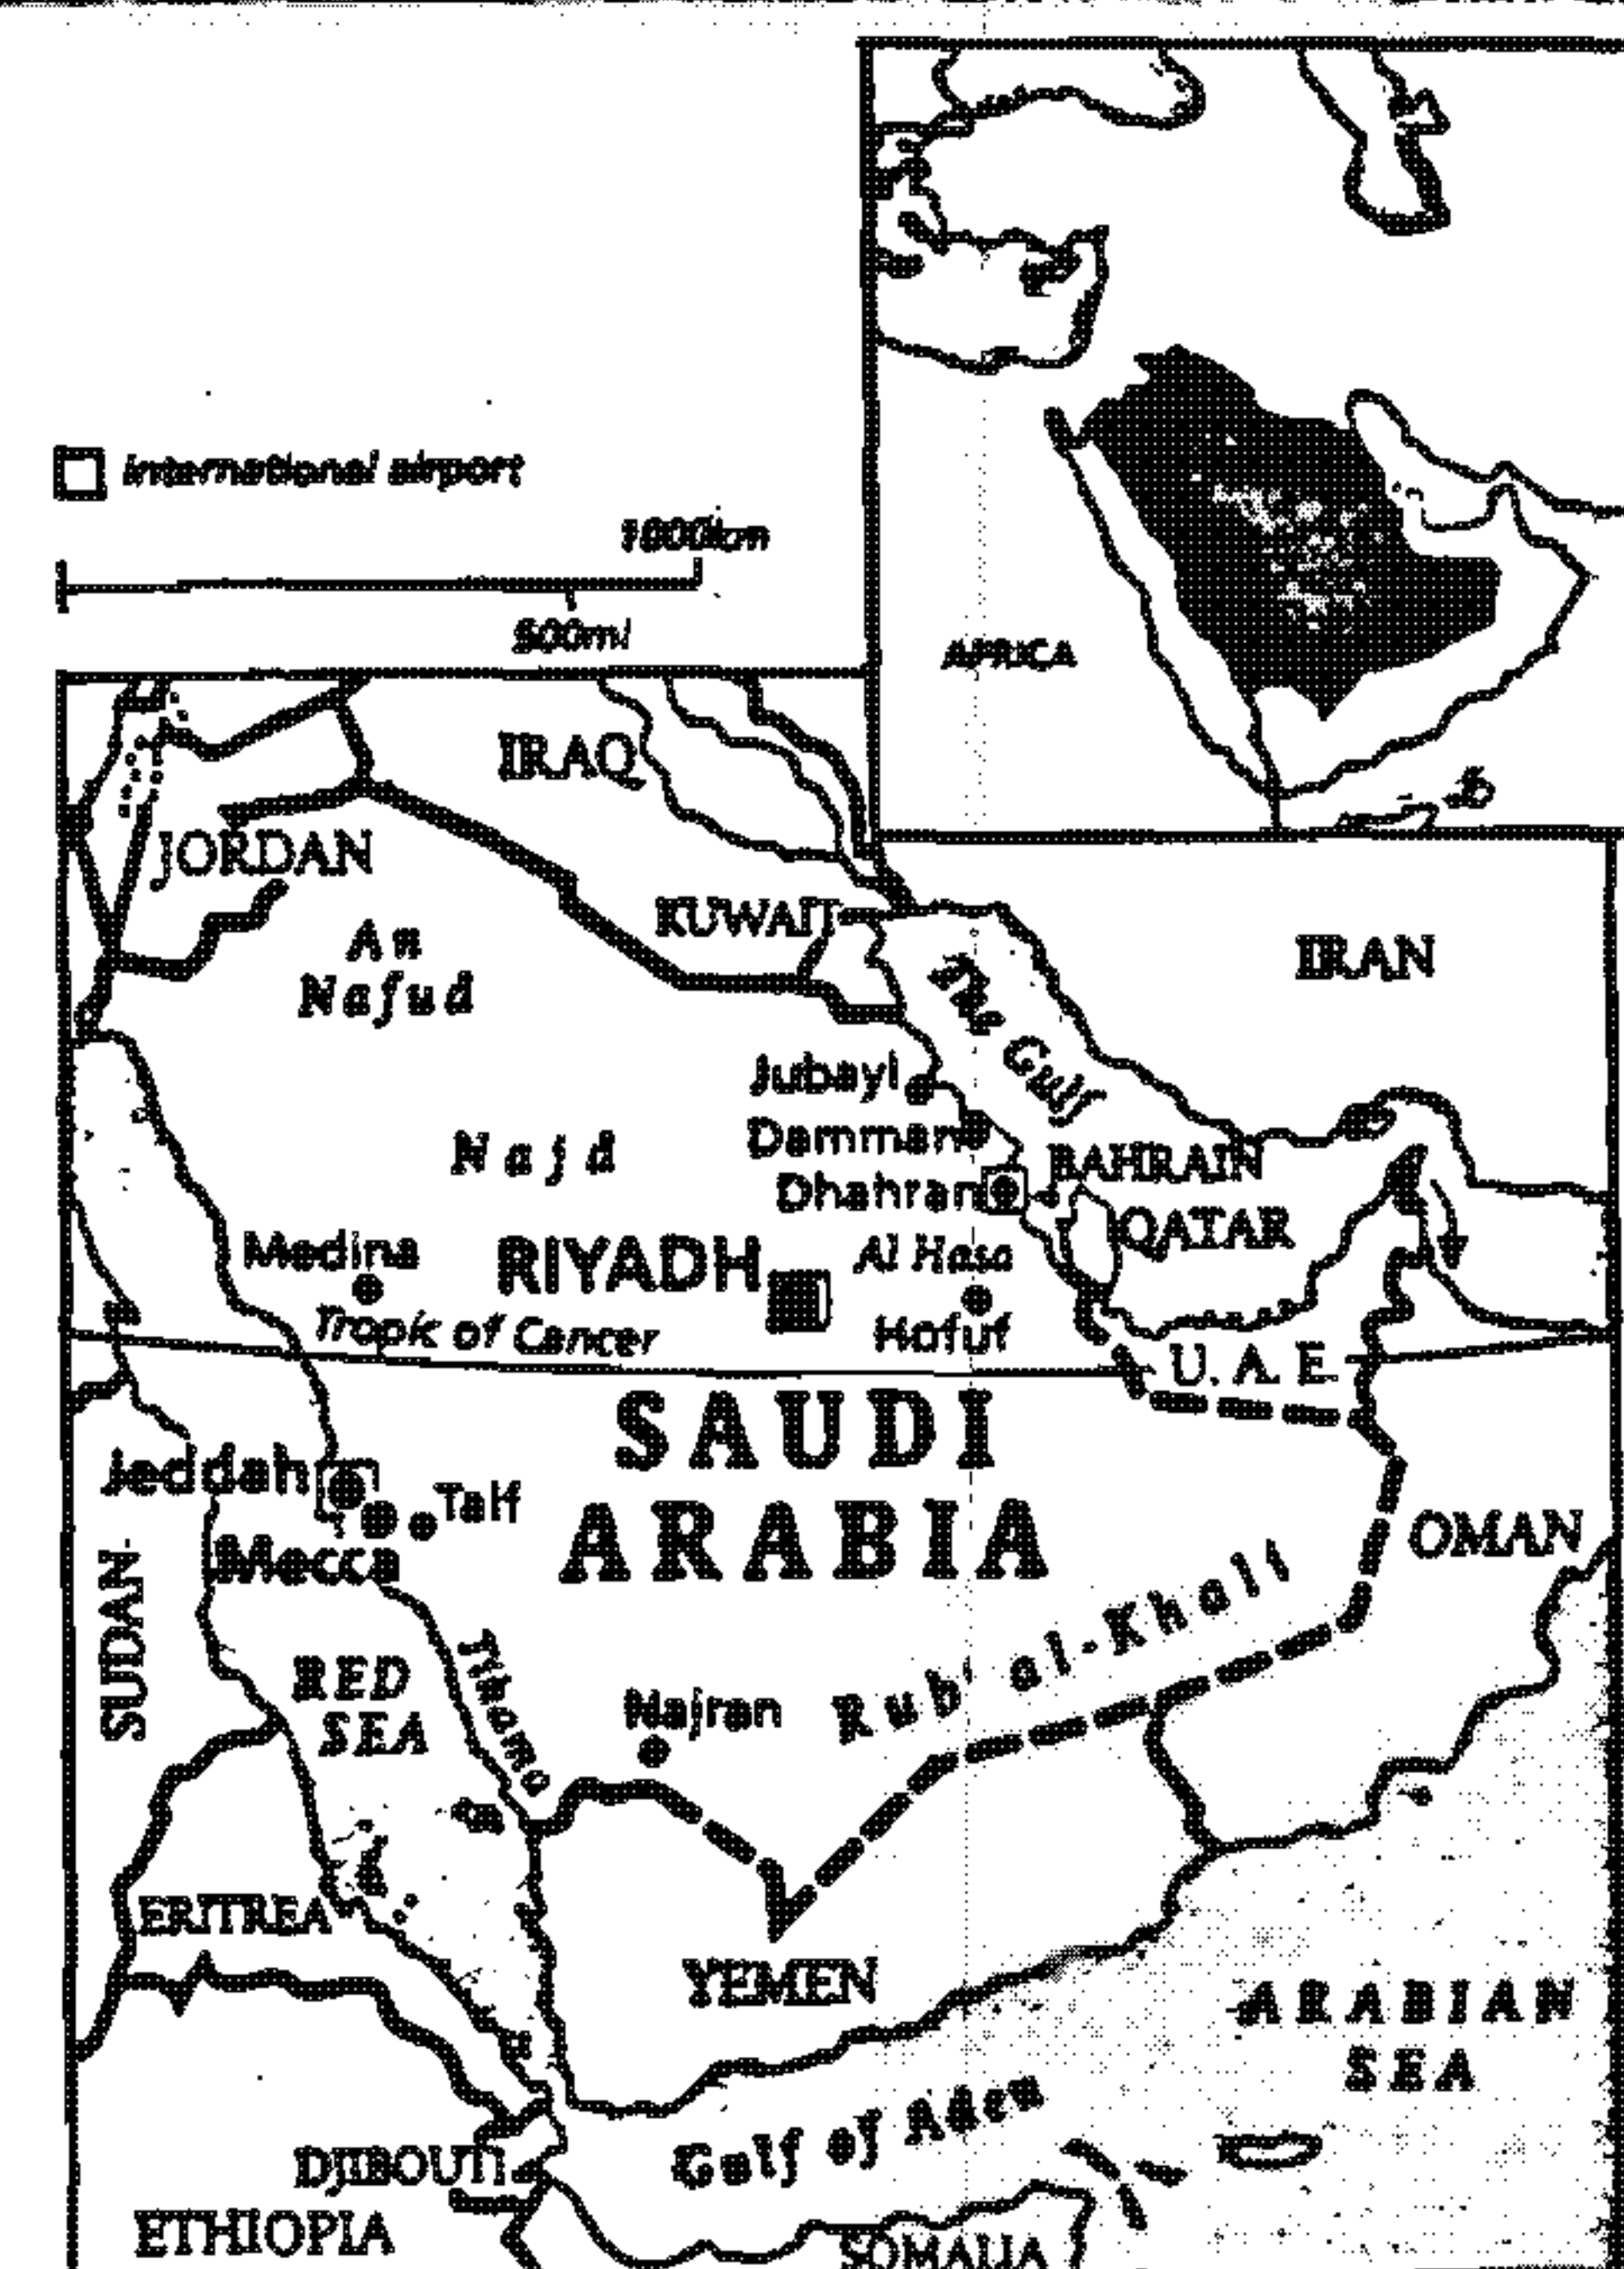 international airport
1000km
500mi
AFRICA
IRAQ
JORDAN
KUWAIT
IRAN
An
Nafud
The Gulf
Jubayl
Damman
Najd
BAHRAIN
Dhahran
QATAR
Medina
RIYADH
Al Hasa
Tropic of Cancer
Hofuf
U. A. E.
SAUDI
ARABIA
Jeddah
Taif
Mecca
OMAN
SUDAN
Rub' al-Khali
RED
SEA
Tihama
Najran
ERITREA
YEMEN
ARABIAN
SEA
Gulf of Aden
DJIBOUTI
ETHIOPIA
SOMALIA